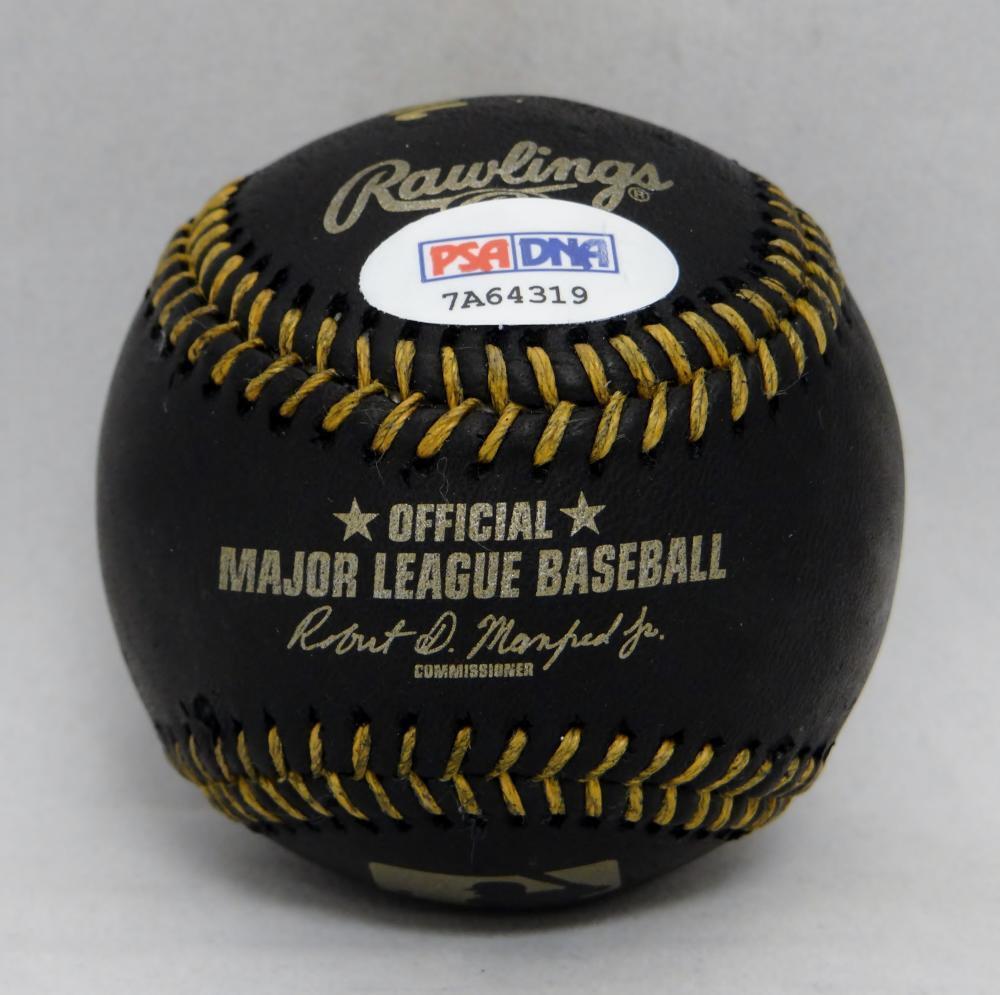 Rawlings®
PSA DNA
7A64319
★ OFFICIAL ★
MAJOR LEAGUE BASEBALL
Robert D. Manfred Jr.
COMMISSIONER